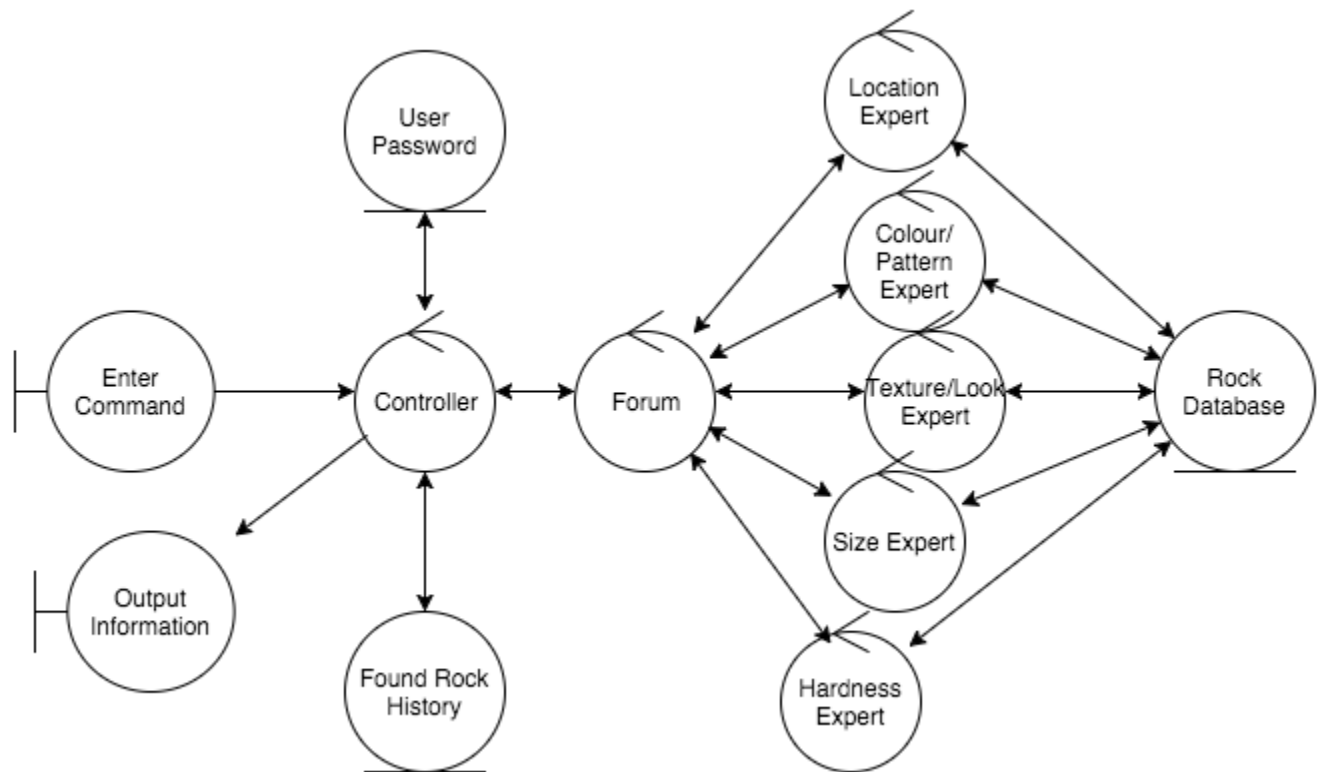 Location
Expert
User
Password
Colour/
Pattern
Expert
Enter
Command
Controller
Forum
Texture/Look
Expert
Rock
Database
Size Expert
Output
Information
Found Rock
History
Hardness
Expert